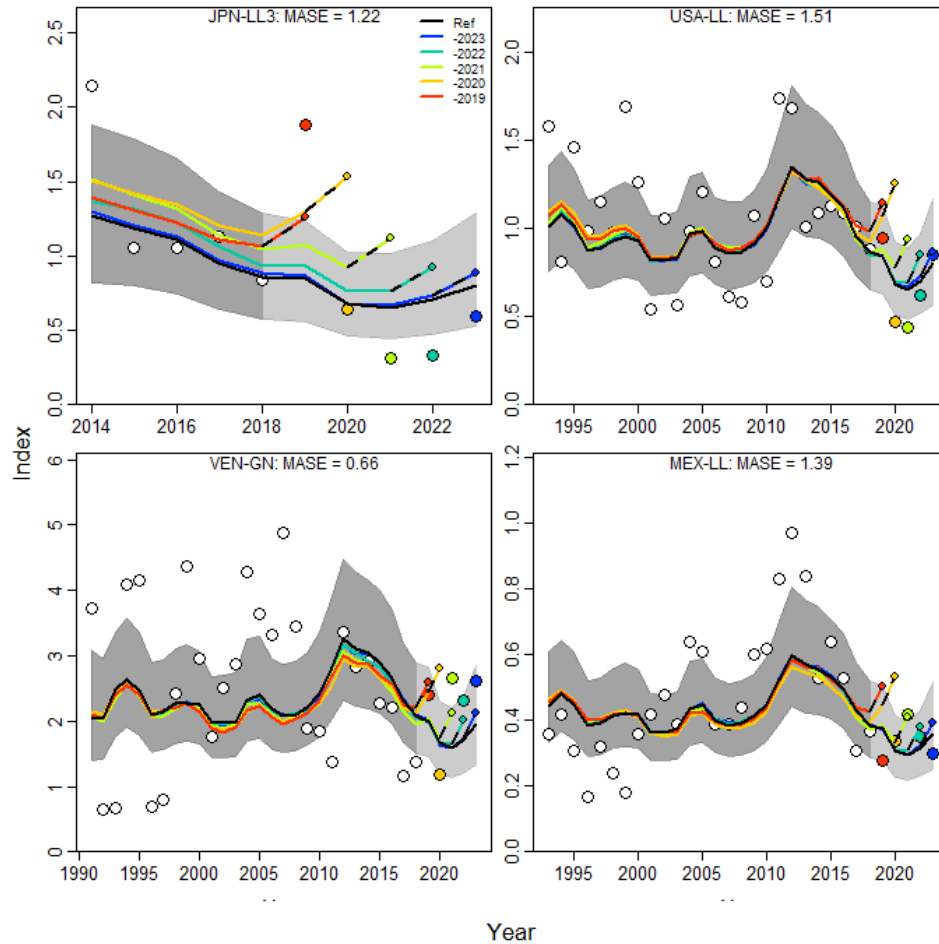 JPN-LL3: MASE = 1.22
Ref
-2023
-2022
-2021
-2020
-2019
0.0 0.5 1.0 1.5 2.0 2.5
2014 2016 2018 2020 2022
USA-LL: MASE = 1.51
0.0 0.5 1.0 1.5 2.0
1995 2000 2005 2010 2015 2020
Index
VEN-GN: MASE = 0.66
0 1 2 3 4 5 6
1990 1995 2000 2005 2010 2015 2020
MEX-LL: MASE = 1.39
0.0 0.2 0.4 0.6 0.8 1.0 1.2
1995 2000 2005 2010 2015 2020
Year